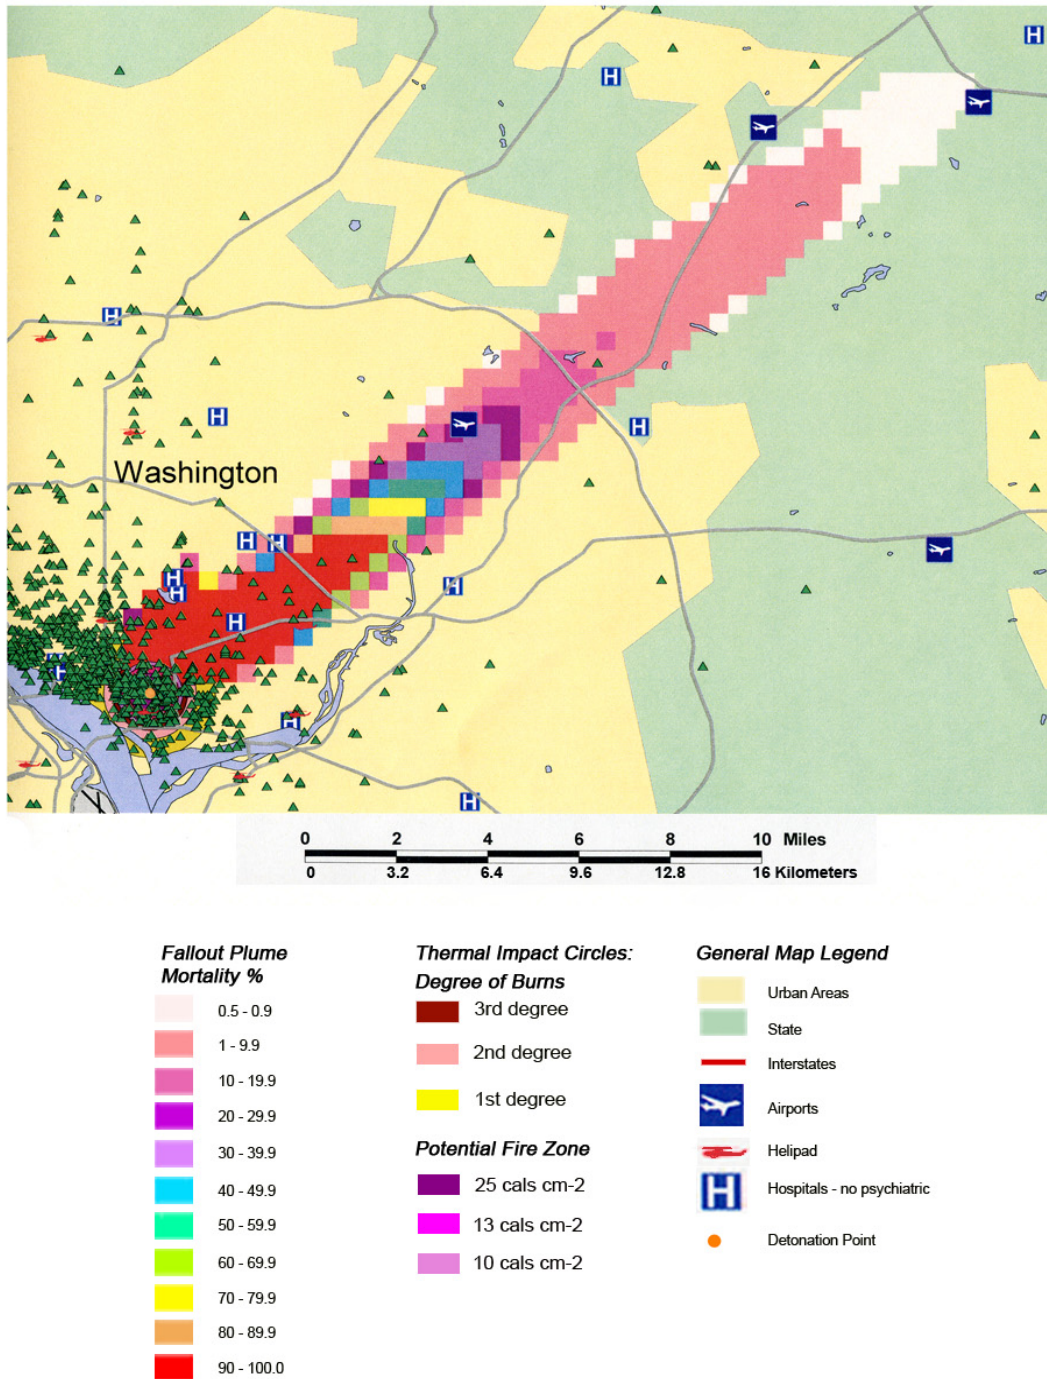 H
H
H
H
Washington
H
H
H
H
H
H
H
H
H
H
0 2 4 6 8 10 Miles
0 3.2 6.4 9.6 12.8 16 Kilometers
Fallout Plume
Mortality %
0.5 - 0.9
1 - 9.9
10 - 19.9
20 - 29.9
30 - 39.9
40 - 49.9
50 - 59.9
60 - 69.9
70 - 79.9
80 - 89.9
90 - 100.0
Thermal Impact Circles:
Degree of Burns
3rd degree
2nd degree
1st degree
Potential Fire Zone
25 cals cm-2
13 cals cm-2
10 cals cm-2
General Map Legend
Urban Areas
State
Interstates
Airports
Helipad
H Hospitals - no psychiatric
Detonation Point